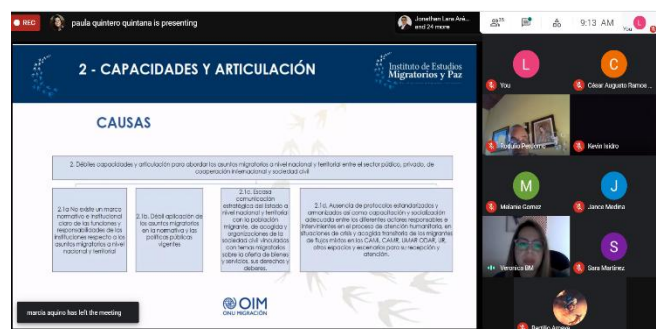 REC
paula quintero quintana is presenting
Jonathan Lara Ari...
and 24 more
9:13 AM
You
2 - CAPACIDADES Y ARTICULACIÓN
Instituto de Estudios
Migratorios y Paz
CAUSAS
2. Débiles capacidades y articulación para abordar los asuntos migratorios a nivel nacional y territorial entre el sector público, privado, de
cooperación internacional y sociedad civil
2.1a No existe un marco
normativo e institucional
claro de las funciones y
responsabilidades de las
instituciones respecto a los
asuntos migratorios a nivel
nacional y territorial
2.1b. Débil aplicación de
los asuntos migratorios
en la normativa y las
políticas públicas
vigentes
2.1c. Escasa
comunicación
estratégica del Estado a
nivel nacional y territorial
con la población
migrante, de acogida y
organizaciones de la
sociedad civil vinculadas
con temas migratorios
sobre la oferta de bienes
y servicios, sus derechos y
deberes.
2.1d. Ausencia de protocolos estandarizados y
armonizados así como capacitación y socialización
adecuada entre los diferentes actores responsables e
intervinientes en el proceso de atención humanitaria, en
situaciones de crisis y acogida transitoria de los migrantes
de flujos mixtos en los CAMI, CAMR, UMAR ODAR, UR,
otros espacios y escenarios para su recepción y
atención.
OIM
ONU MIGRACIÓN
marcia aquino has left the meeting
L
You
C
César Augusto Ramos ...
Rodulio Perdomo
Kevin Isidro
M
Melanie Gomez
J
Jance Medina
Veronica BM
S
Sara Martinez